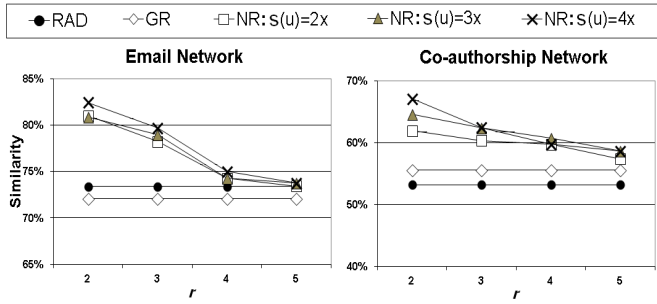 RAD GR NR:s(u)=2x NR:s(u)=3x NR:s(u)=4x
Email Network
Similarity
85%
80%
75%
70%
65%
2 3 4 5
r
Co-authorship Network
70%
60%
50%
40%
2 3 4 5
r